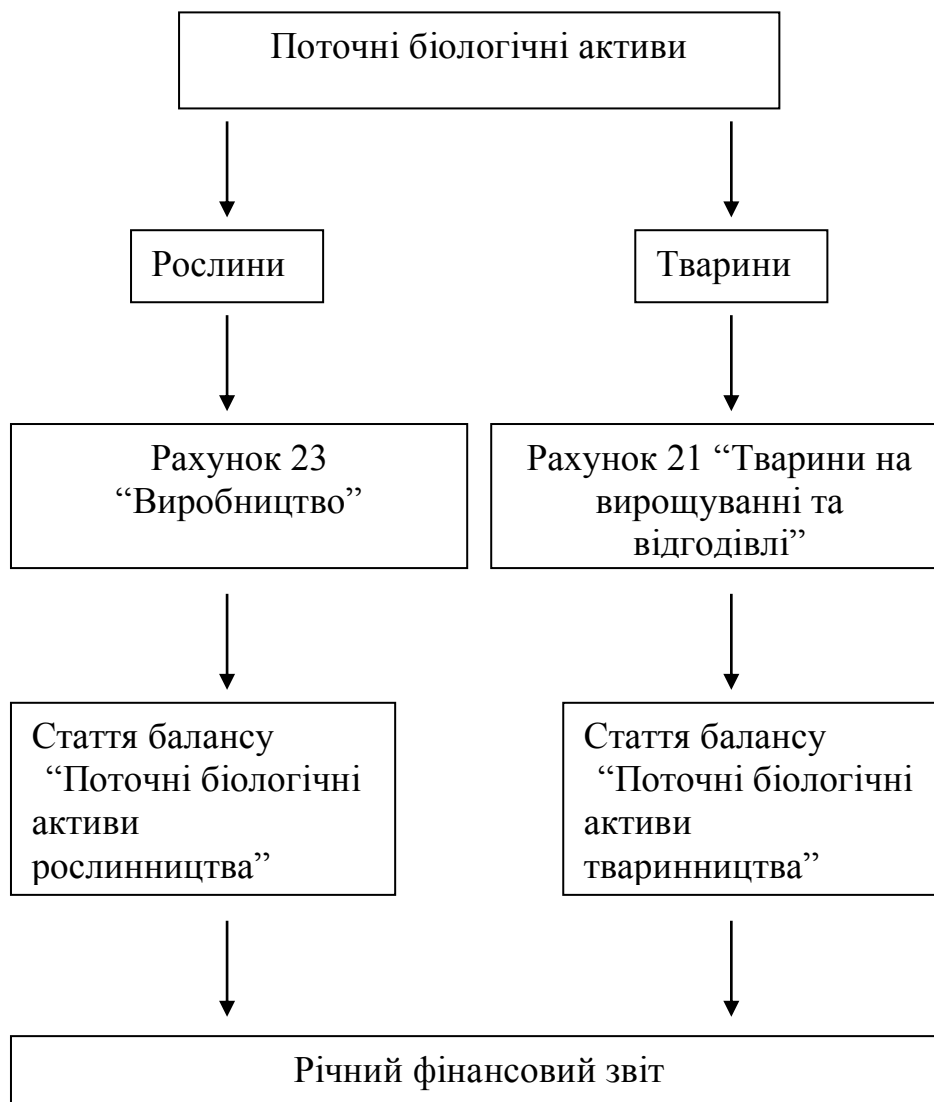 Поточні біологічні активи
Рослини
Тварини
Рахунок 23
“Виробництво”
Рахунок 21 “Тварини на
вирощуванні та
відгодівлі”
Стаття балансу
“Поточні біологічні
активи
рослинництва”
Стаття балансу
“Поточні біологічні
активи
тваринництва”
Річний фінансовий звіт